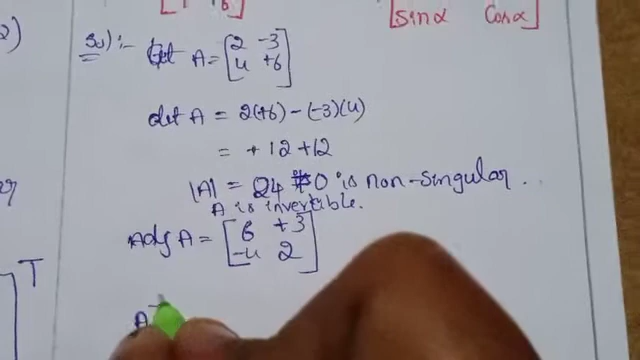 [sinα Cosα]
Sol :-
Let A = [2 -3
4 +6]
det A = 2(+6) - (-3)(4)
= +12 +12
|A| = 24 ≠ 0 is non-singular.
A is invertible.
Adj A = [6 +3
-4 2]
T
A